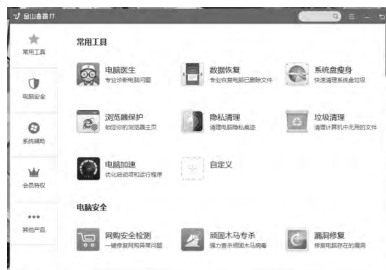 金山毒霸11
常用工具
常用工具
电脑医生
专业诊断电脑问题
数据恢复
专业恢复电脑已删除文件
系统盘瘦身
快速清理系统盘垃圾
电脑安全
浏览器保护
锁定你的浏览器主页
隐私清理
清理电脑隐私痕迹
垃圾清理
清理计算机中无用的文件
系统辅助
电脑加速
优化启动项和运行程序
自定义
会员特权
电脑安全
其他产品
网购安全检测
一键修复网购异常问题
顽固木马专杀
强力查杀顽固木马病毒
漏洞修复
修复电脑存在的漏洞